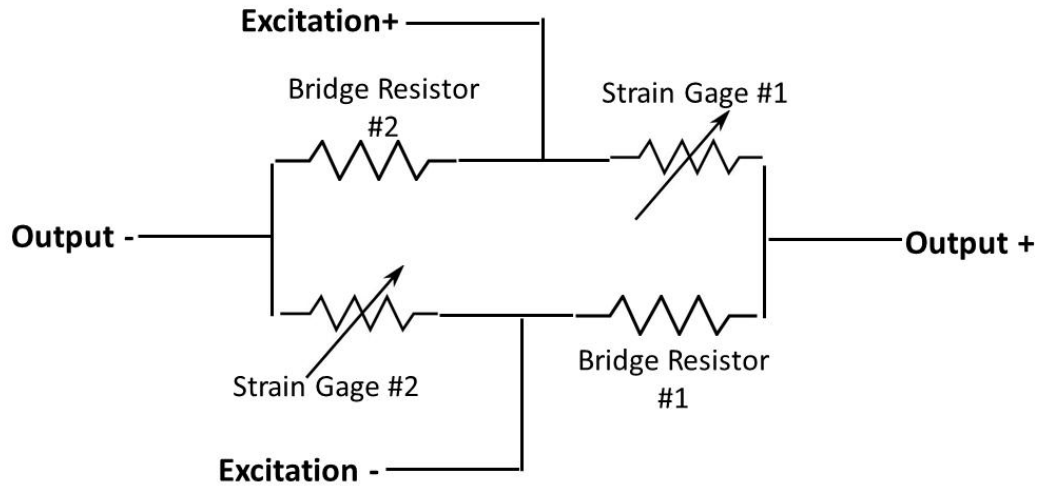 Excitation+
Bridge Resistor
#2
Strain Gage #1
Output -
Output +
Strain Gage #2
Bridge Resistor
#1
Excitation -